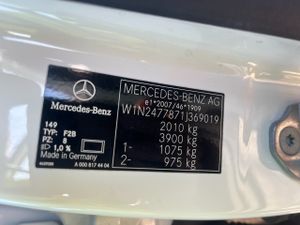 Mercedes-Benz
149
TYP: F2B
PZ: 8
1,0 %
Made in Germany
A 000 817 44 04
MERCEDES-BENZ AG
e1*2007/46*1909
W1N2477871J369019
2010 kg
3900 kg
1- 1075 kg
2- 975 kg